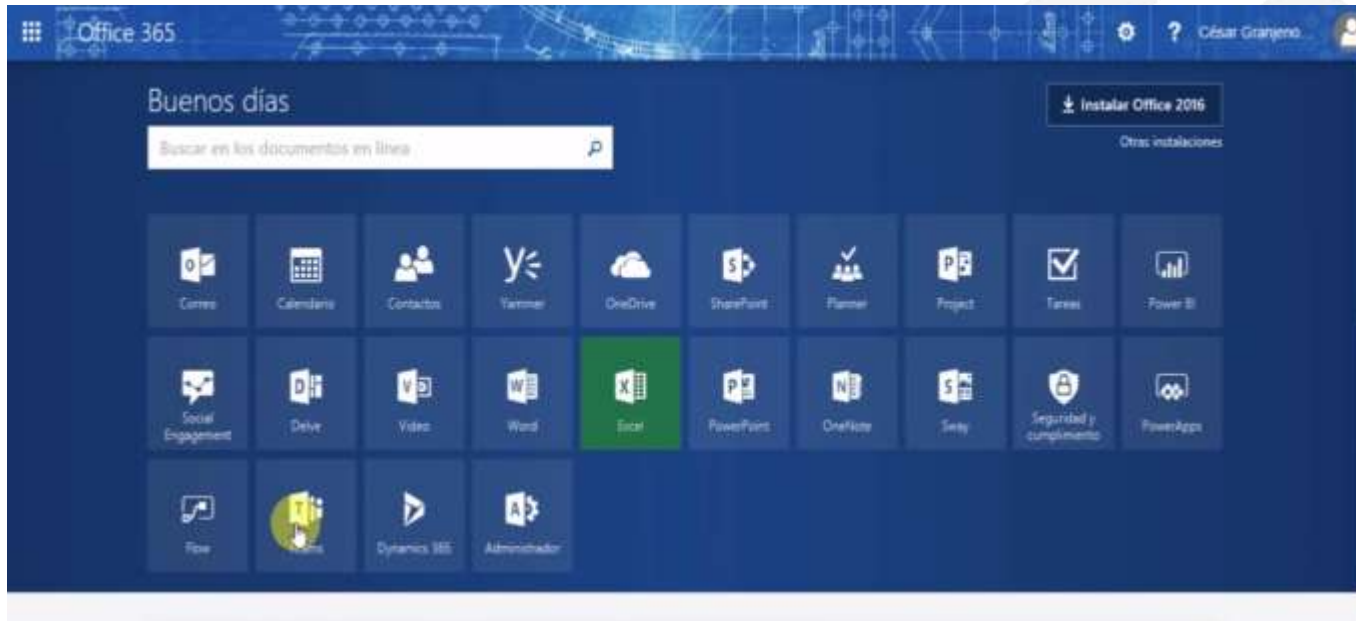 Office 365
? César Granjeno...
Buenos días
Instalar Office 2016
Buscar en los documentos en línea
Otras instalaciones
Correo
Calendario
Contactos
Yammer
OneDrive
SharePoint
Planner
Project
Tareas
Power BI
Social
Engagement
Delve
Video
Word
Excel
PowerPoint
OneNote
Sway
Seguridad y
cumplimiento
PowerApps
Flow
Teams
Dynamics 365
Administrador